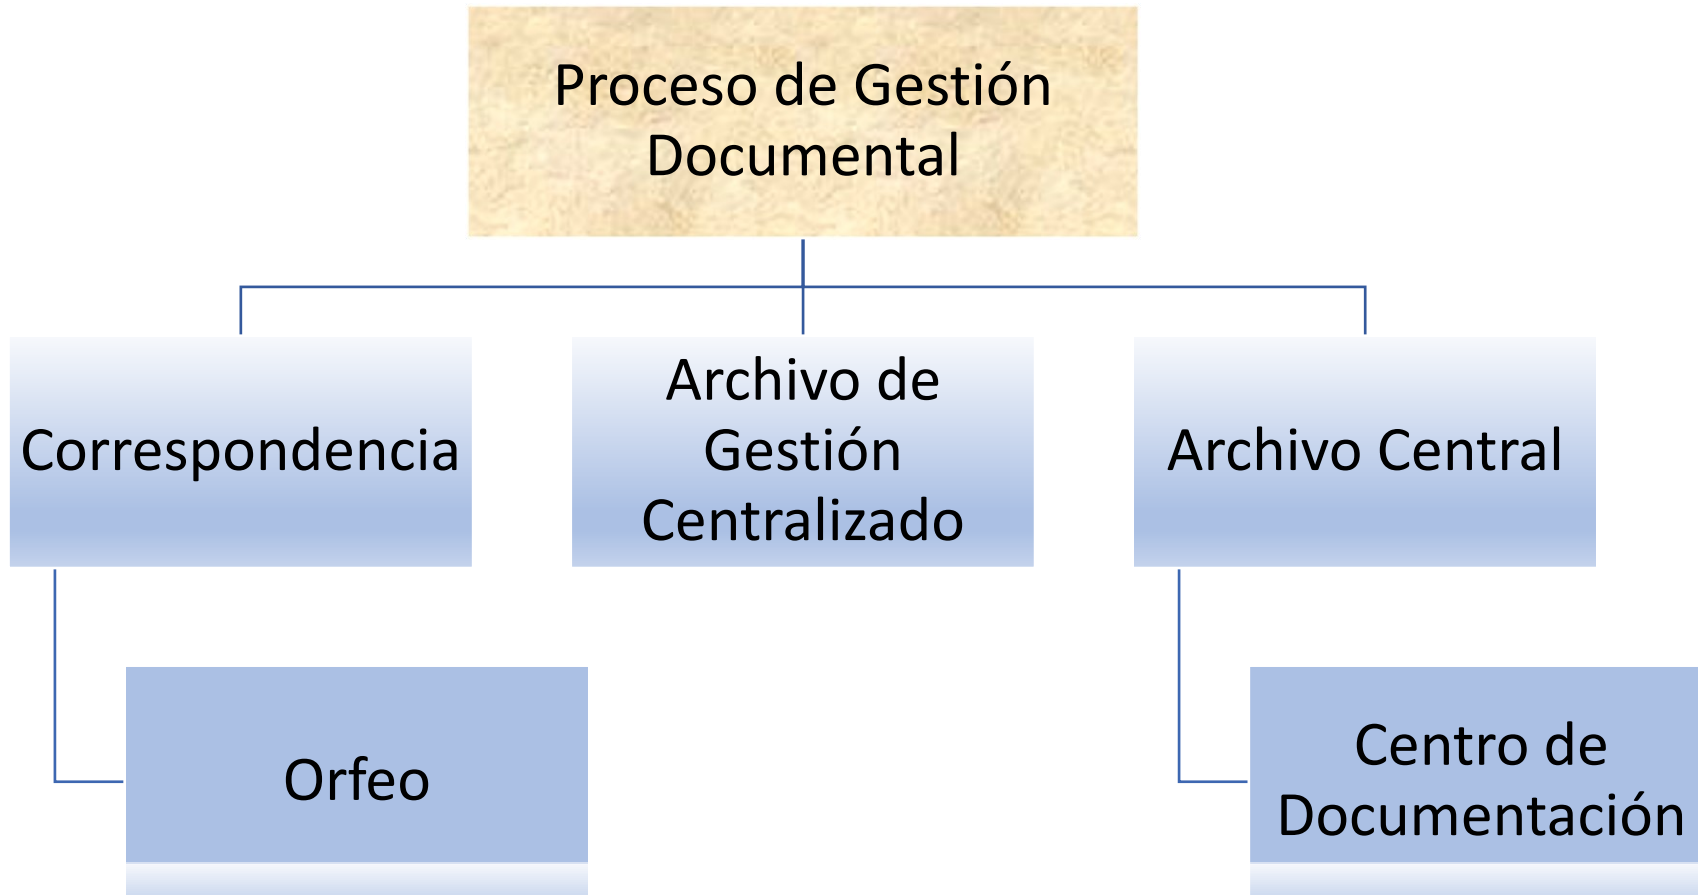 Proceso de Gestión
Documental
Correspondencia
Archivo de
Gestión
Centralizado
Archivo Central
Orfeo
Centro de
Documentación